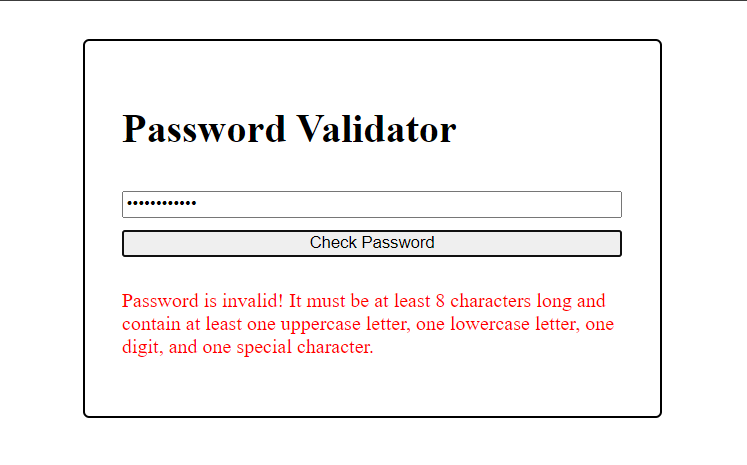 Password Validator
••••••••••••
Check Password
Password is invalid! It must be at least 8 characters long and
contain at least one uppercase letter, one lowercase letter, one
digit, and one special character.